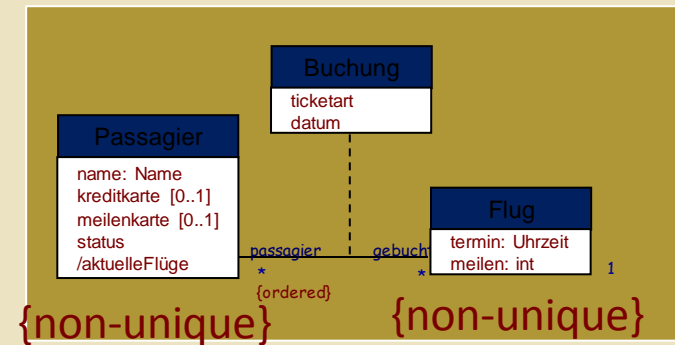 Buchung
ticketart
datum
Passagier
name: Name
kreditkarte [0..1]
meilenkarte [0..1]
status
/aktuelleFlüge
Flug
termin: Uhrzeit
meilen: int
passagier
gebucht
*
*
1
{ordered}
{non-unique}
{non-unique}